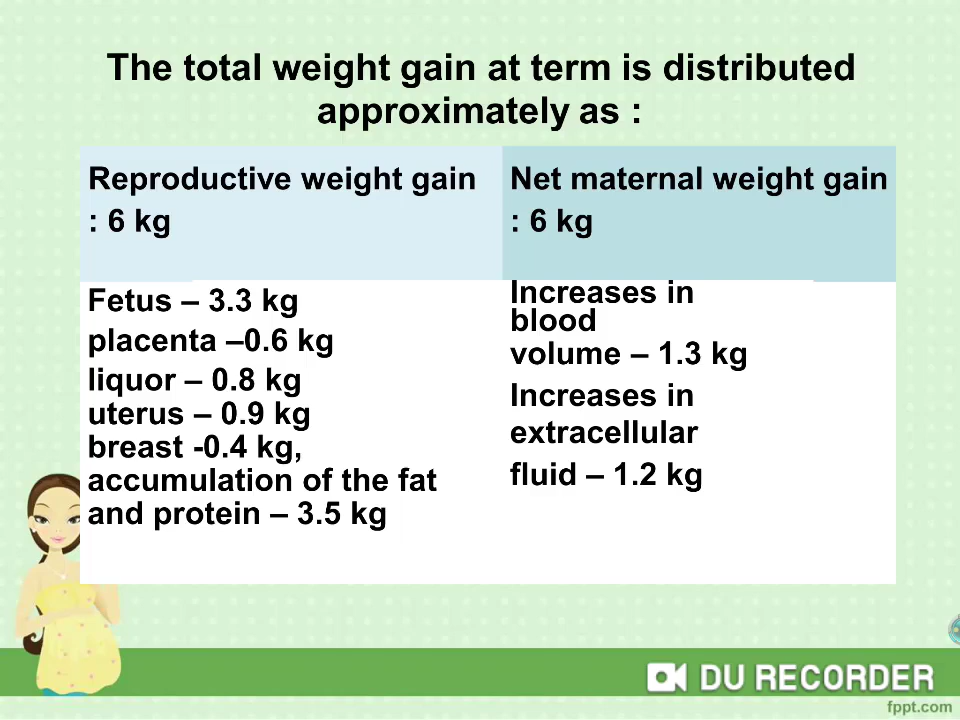 The total weight gain at term is distributed
approximately as :
Reproductive weight gain
: 6 kg
Net maternal weight gain
: 6 kg
Fetus – 3.3 kg
placenta –0.6 kg
liquor – 0.8 kg
uterus – 0.9 kg
breast -0.4 kg,
accumulation of the fat
and protein – 3.5 kg
Increases in
blood
volume – 1.3 kg
Increases in
extracellular
fluid – 1.2 kg
DU RECORDER
fppt.com